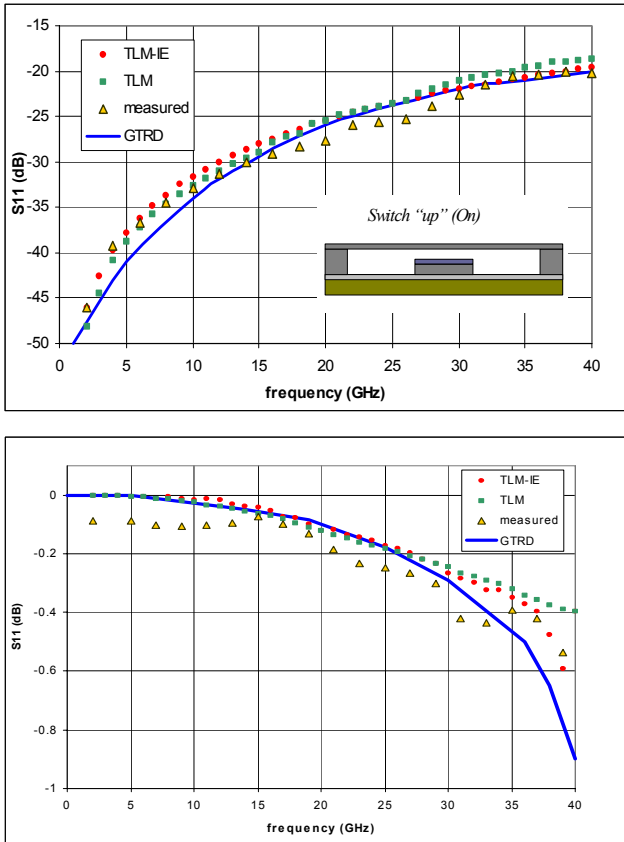 TLM-IE
TLM
measured
GTRD
-15
-20
-25
-30
-35
-40
-45
-50
S11 (dB)
Switch "up" (On)
0 5 10 15 20 25 30 35 40
frequency (GHz)
TLM-IE
TLM
measured
GTRD
0
-0.2
-0.4
-0.6
-0.8
-1
S11 (dB)
0 5 10 15 20 25 30 35 40
frequency (GHz)